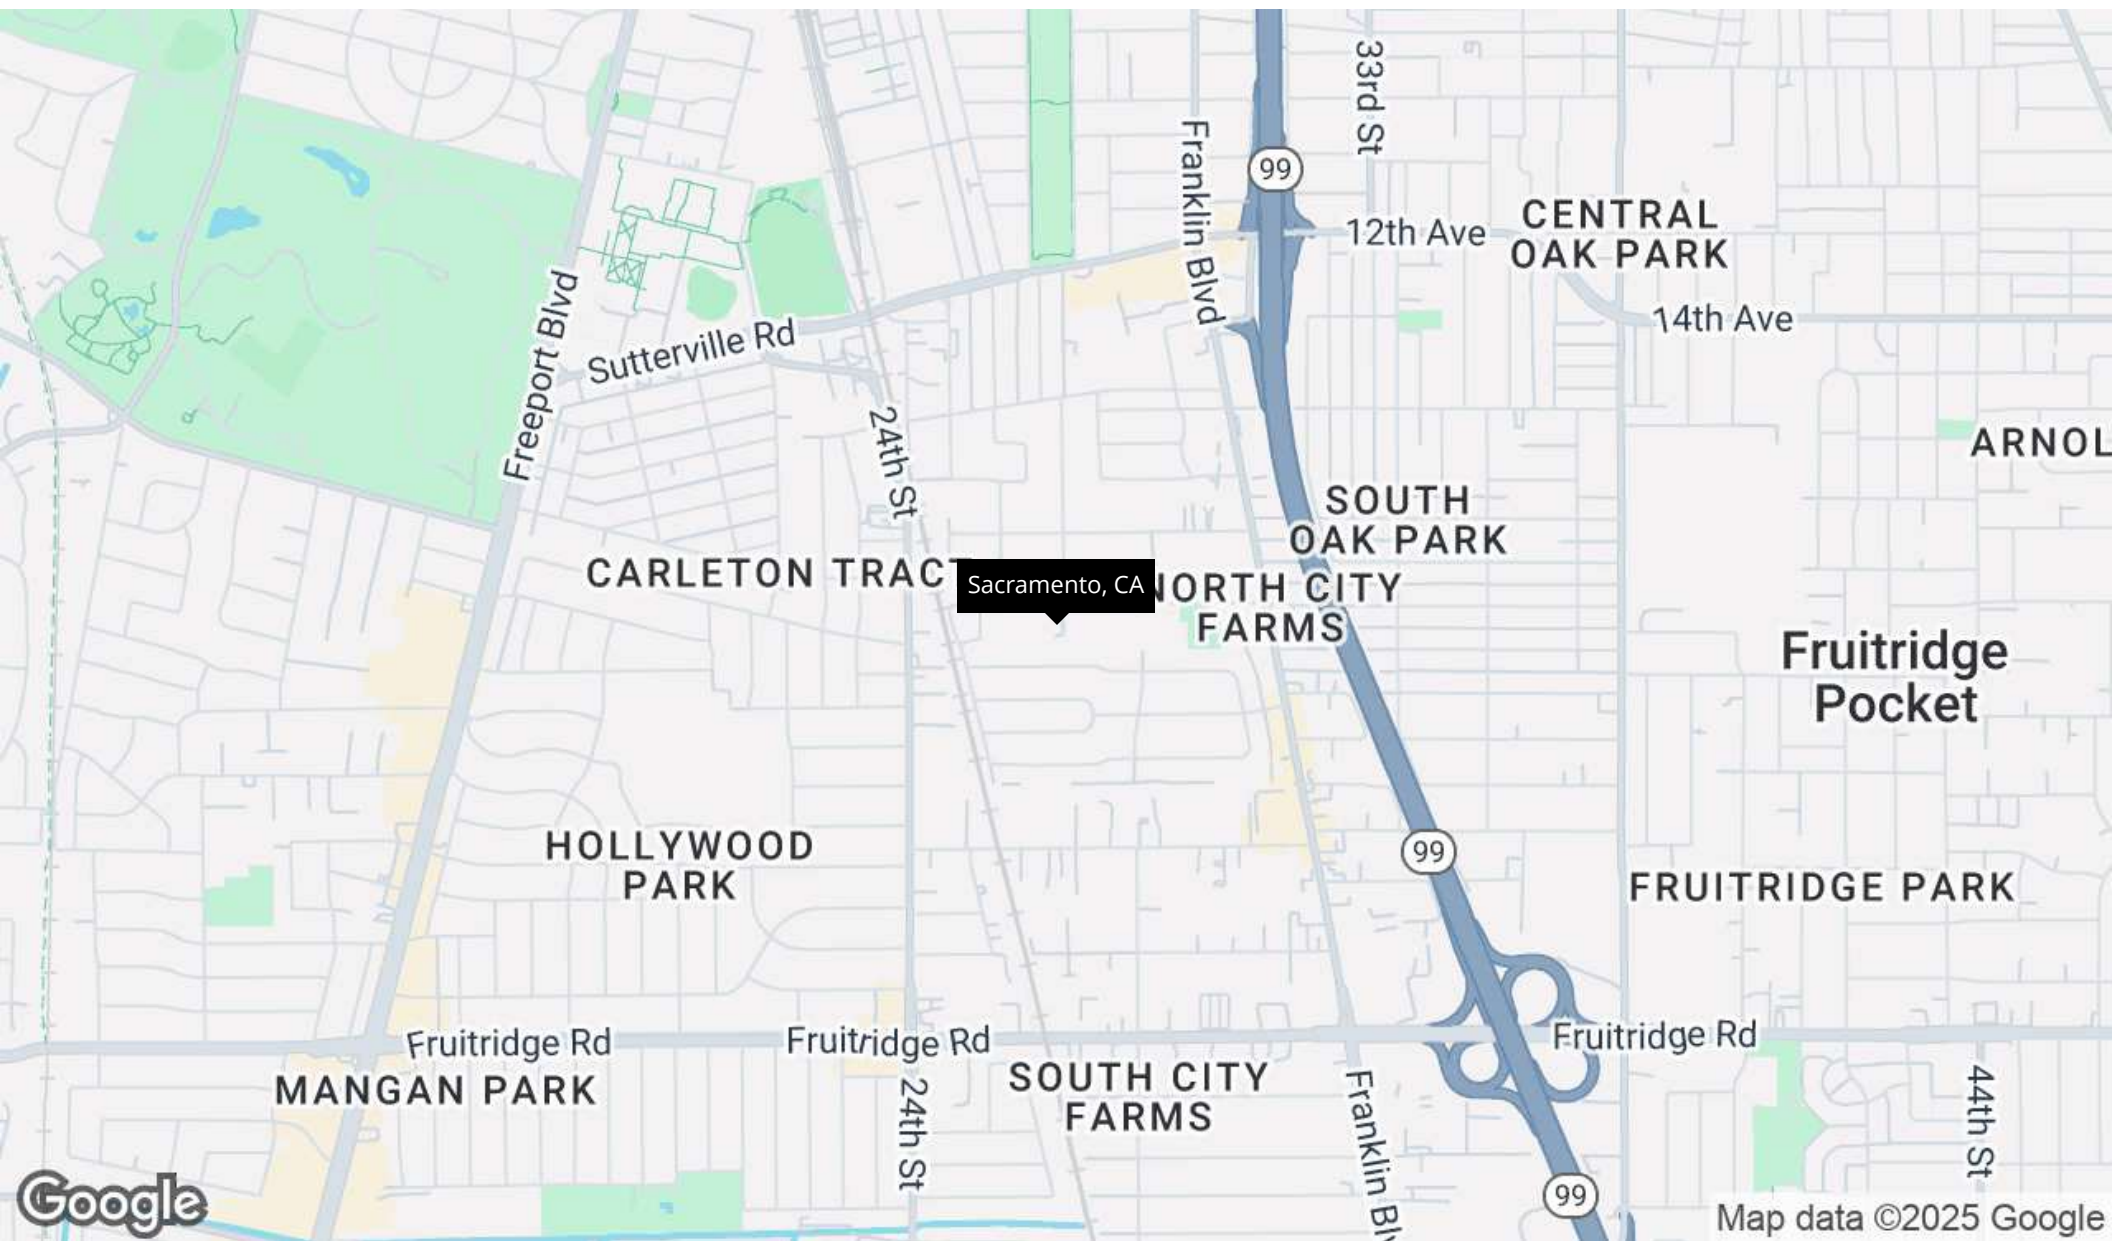 33rd St
Franklin Blvd
99
12th Ave
CENTRAL
OAK PARK
14th Ave
Freeport Blvd
Sutterville Rd
24th St
ARNOL
SOUTH
OAK PARK
CARLETON TRACT
Sacramento, CA
NORTH CITY
FARMS
Fruitridge
Pocket
HOLLYWOOD
PARK
99
FRUITRIDGE PARK
Fruitridge Rd
Fruitridge Rd
Fruitridge Rd
MANGAN PARK
SOUTH CITY
FARMS
24th St
Franklin Blv
44th St
99
Google
Map data ©2025 Google